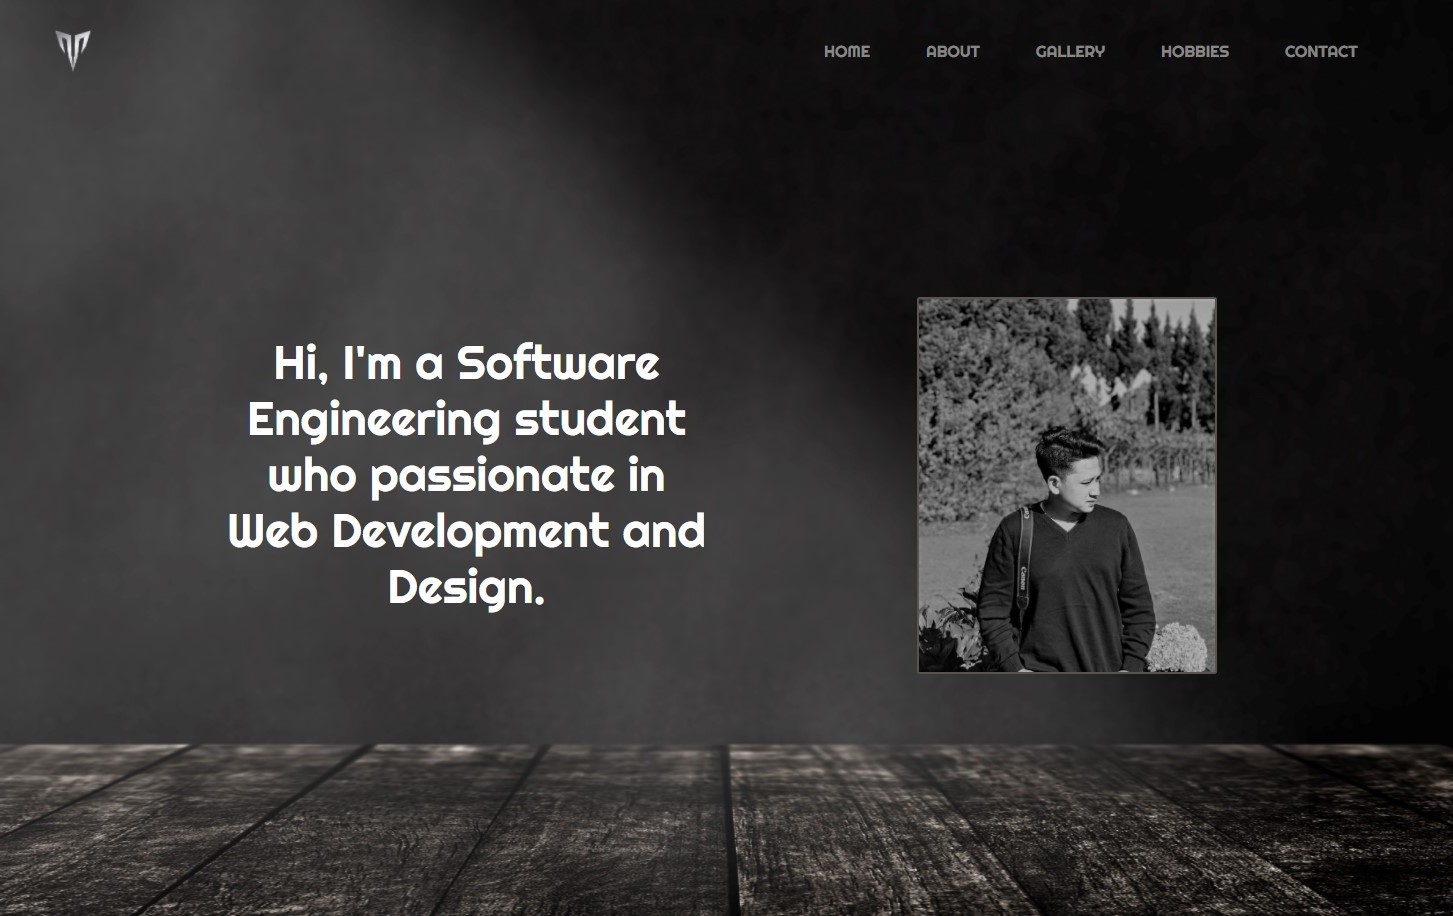 HOME ABOUT GALLERY HOBBIES CONTACT
Hi, I'm a Software
Engineering student
who passionate in
Web Development and
Design.
Canon